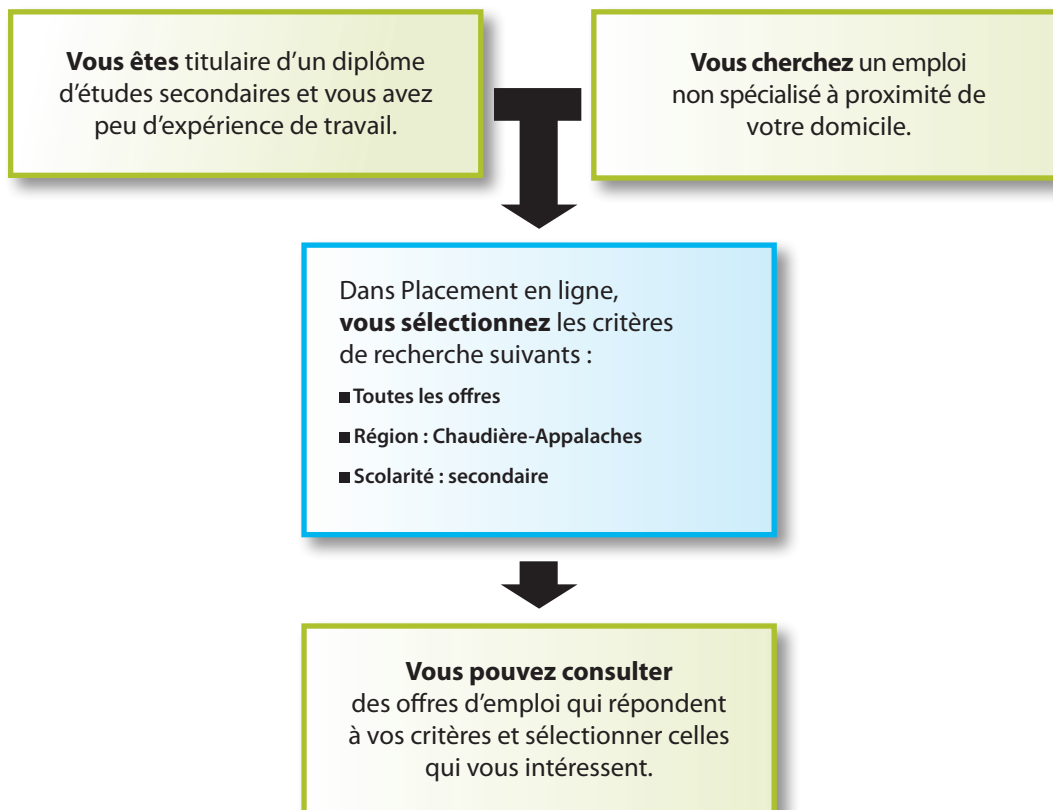 Vous êtes titulaire d’un diplôme
d’études secondaires et vous avez
peu d’expérience de travail.
Vous cherchez un emploi
non spécialisé à proximité de
votre domicile.
Dans Placement en ligne,
vous sélectionnez les critères
de recherche suivants :
■ Toutes les offres
■ Région : Chaudière-Appalaches
■ Scolarité : secondaire
Vous pouvez consulter
des offres d’emploi qui répondent
à vos critères et sélectionner celles
qui vous intéressent.